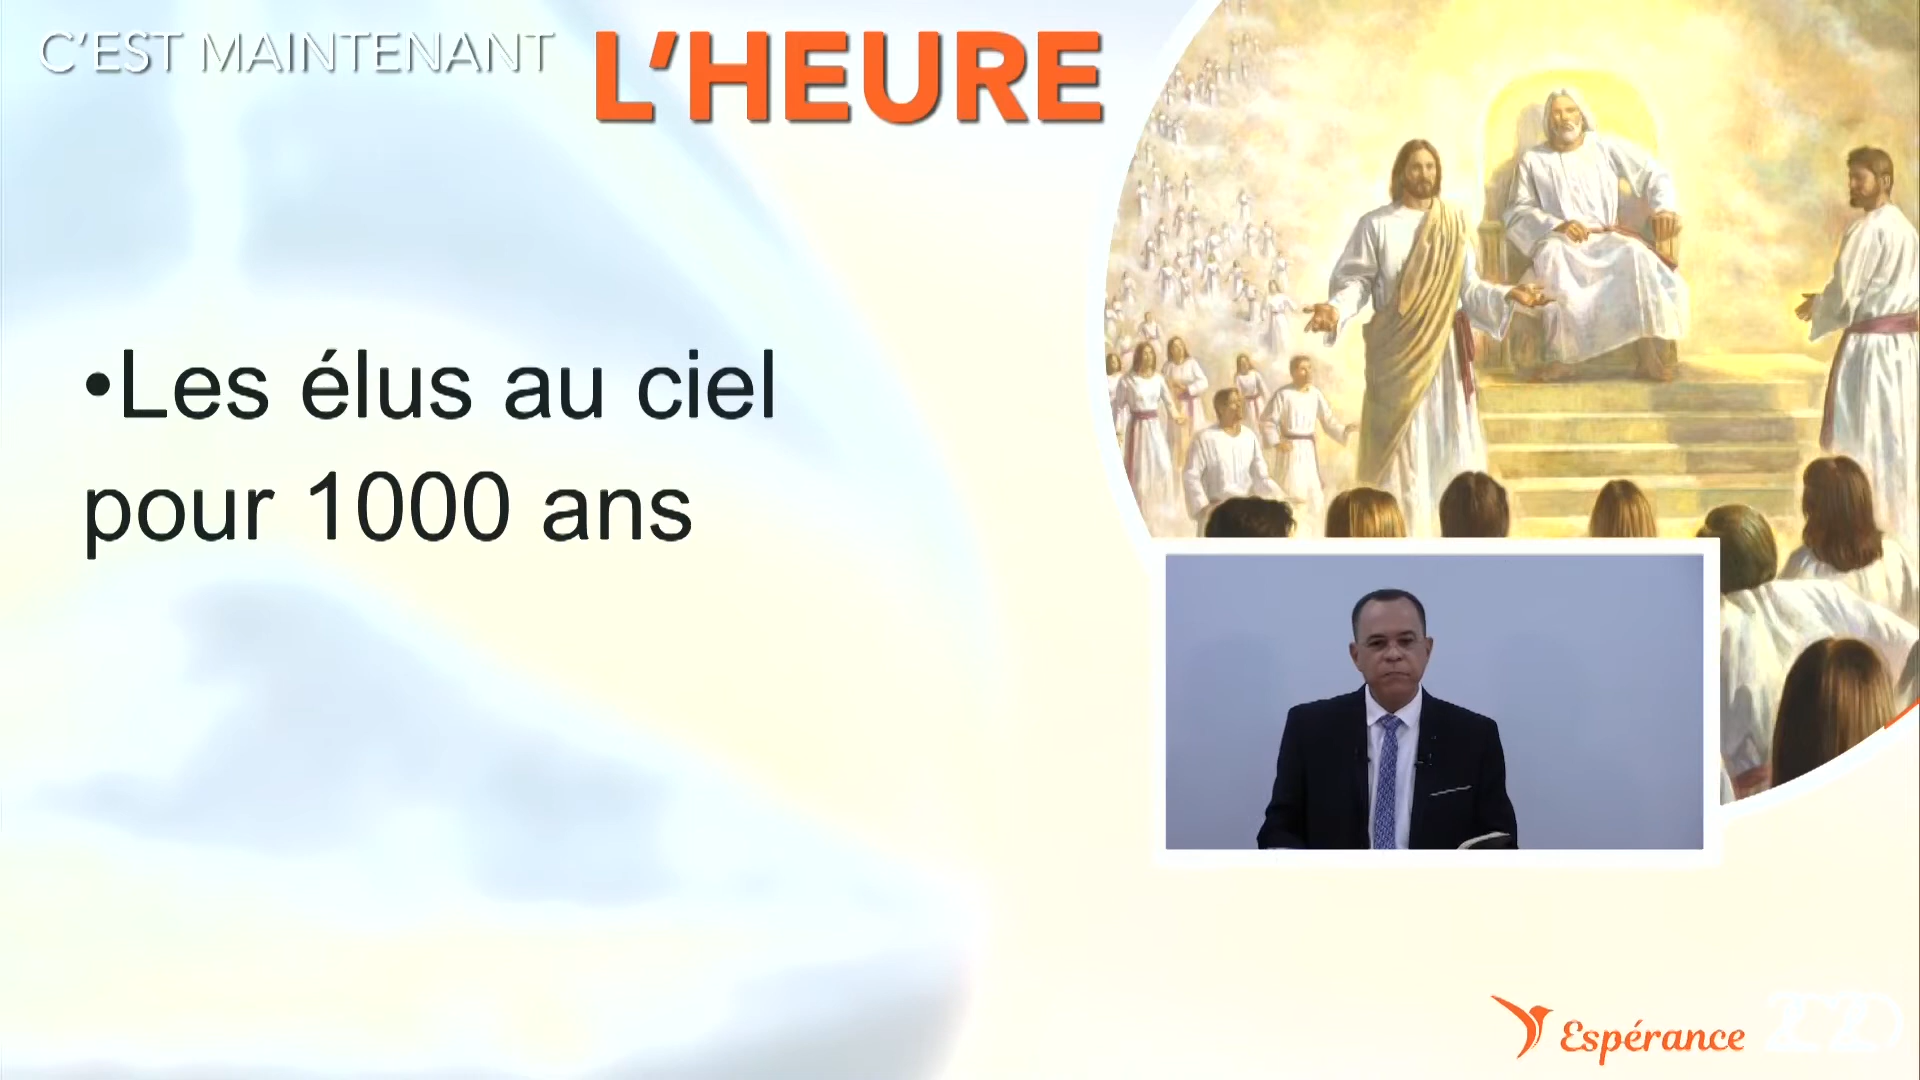 C'EST MAINTENANT L'HEURE
•Les élus au ciel
pour 1000 ans
Espérance